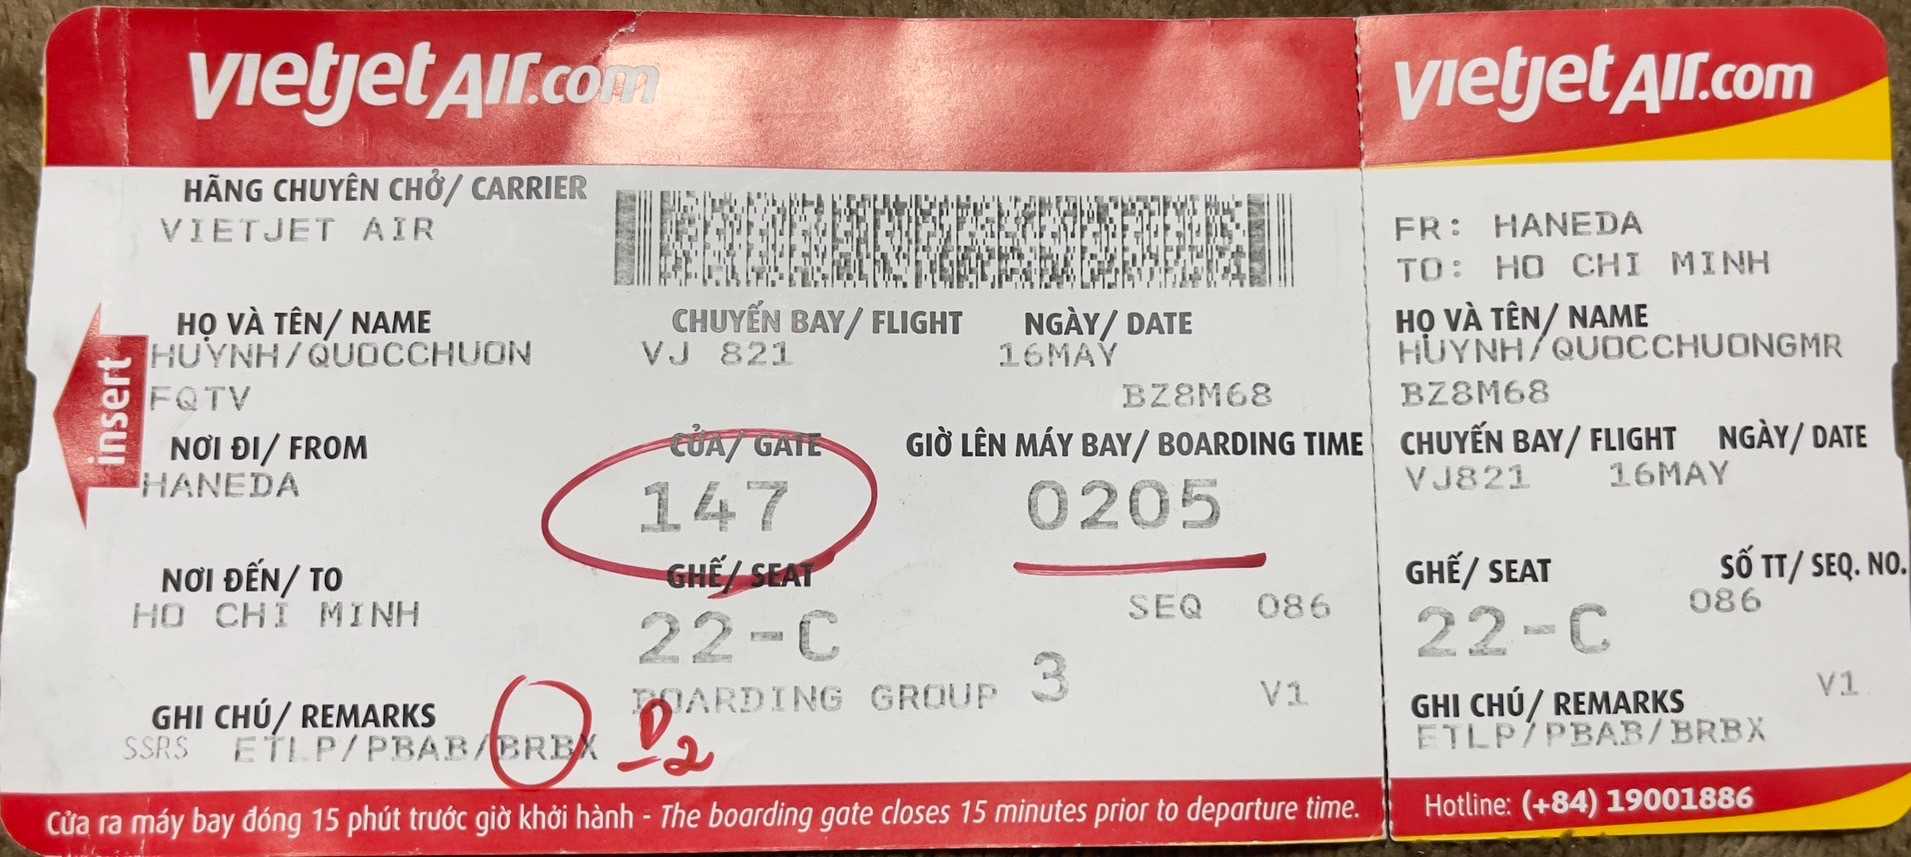 vietjetAir.com
HÃNG CHUYÊN CHỞ/ CARRIER
VIETJET AIR
HỌ VÀ TÊN/ NAME
HUYNH/QUOCCHUON
FQTV
CHUYẾN BAY/ FLIGHT
VJ 821
NGÀY/ DATE
16MAY
BZ8M68
NƠI ĐI/ FROM
HANEDA
insert
CỬA/ GATE
147
GIỜ LÊN MÁY BAY/ BOARDING TIME
0205
NƠI ĐẾN/ TO
HO CHI MINH
GHẾ/ SEAT
22-C
SEQ 086
BOARDING GROUP 3
V1
GHI CHÚ/ REMARKS
SSRS ETLP/PBAB/BRBX
Cửa ra máy bay đóng 15 phút trước giờ khởi hành - The boarding gate closes 15 minutes prior to departure time.
vietjetAir.com
FR: HANEDA
TO: HO CHI MINH
HỌ VÀ TÊN/ NAME
HUYNH/QUOCCHUONGMR
BZ8M68
CHUYẾN BAY/ FLIGHT NGÀY/ DATE
VJ821 16MAY
GHẾ/ SEAT SỐ TT/ SEQ. NO.
22-C 086
V1
GHI CHÚ/ REMARKS
ETLP/PBAB/BRBX
Hotline: (+84) 19001886